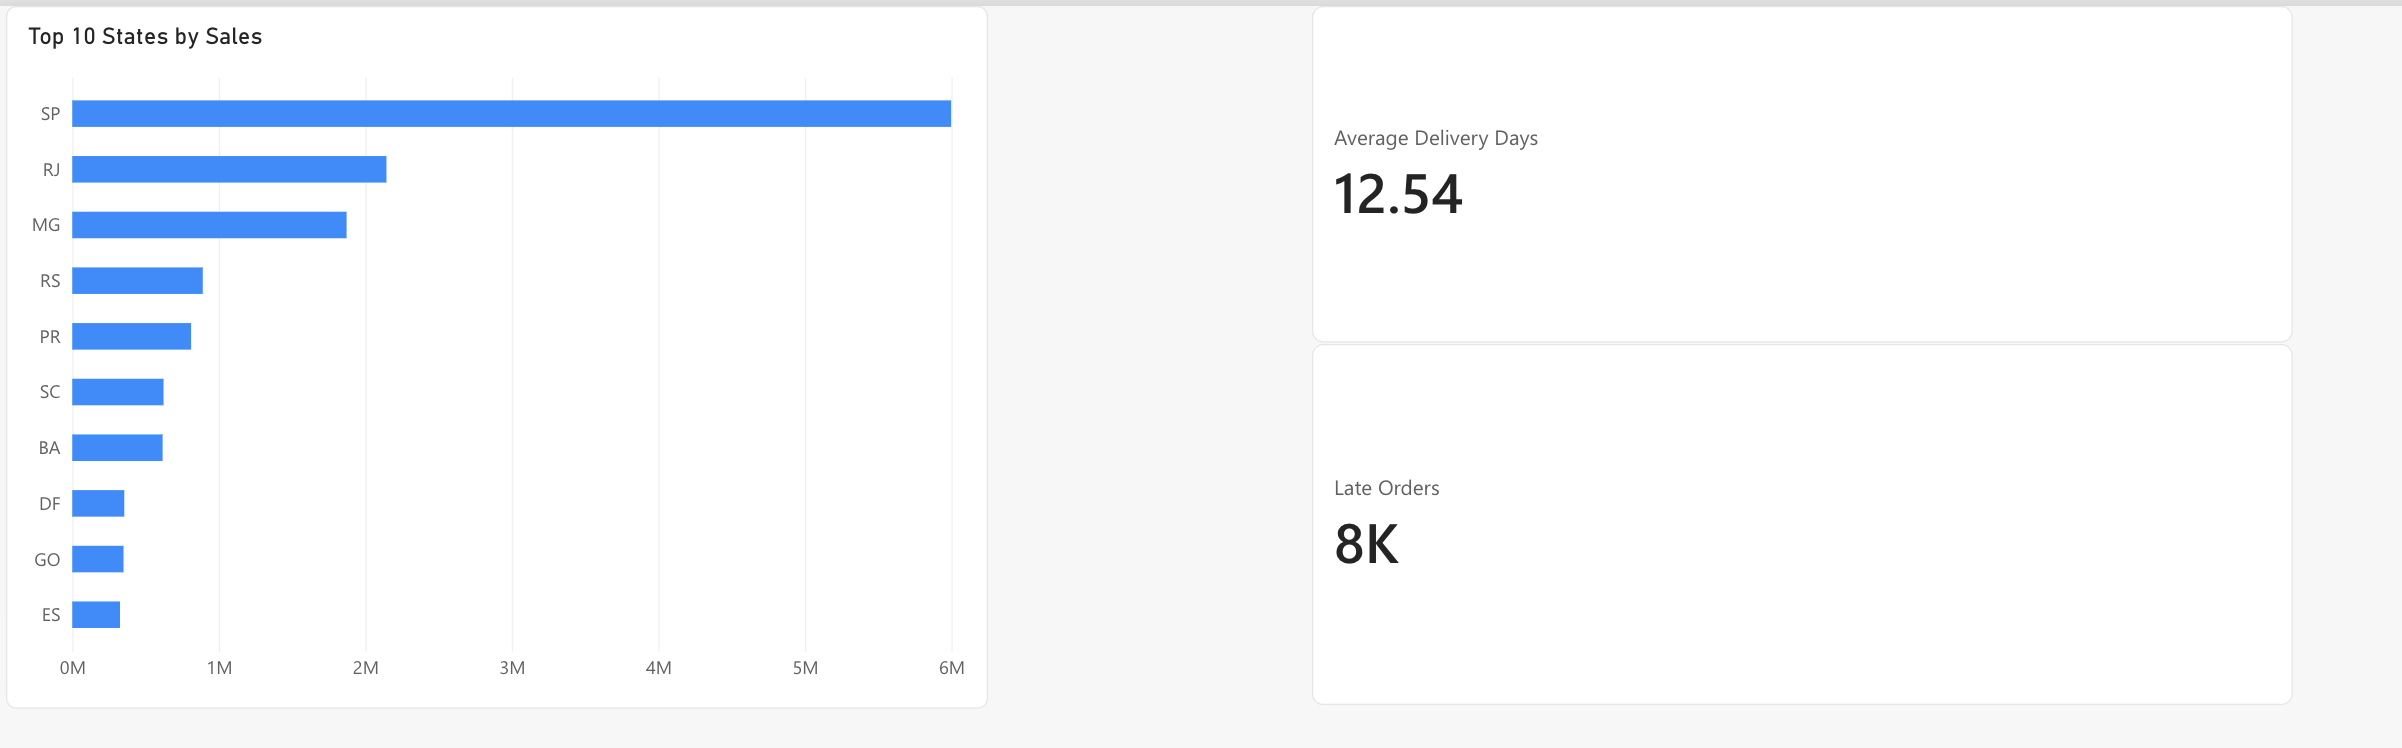 Top 10 States by Sales
SP
RJ
MG
RS
PR
SC
BA
DF
GO
ES
0M 1M 2M 3M 4M 5M 6M
Average Delivery Days
12.54
Late Orders
8K